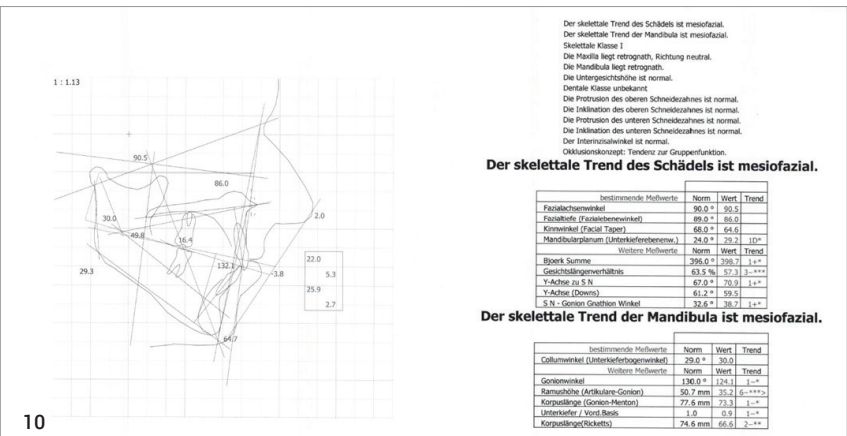 Der skelettale Trend des Schädels ist mesiofazial.
Der skelettale Trend der Mandibula ist mesiofazial.
Skelettale Klasse I
Die Maxilla liegt retrognath, Richtung neutral.
Die Mandibula liegt retrognath.
Die Untergesichtshöhe ist normal.
Dentale Klasse unbekannt
Die Protrusion des oberen Schneidezahnes ist normal.
Die Inklination des oberen Schneidezahnes ist normal.
Die Protrusion des unteren Schneidezahnes ist normal.
Die Inklination des unteren Schneidezahnes ist normal.
Der Interinzisalwinkel ist normal.
Okklusionskonzept: Tendenz zur Gruppenfunktion.
1 : 1.13
90.5
86.0
30.0
49.8
16.4
2.0
132.1
-3.8
29.3
64.7
22.0
5.3
25.9
2.7
Der skelettale Trend des Schädels ist mesiofazial.
bestimmende Meßwerte Norm Wert Trend
Fazialachsenwinkel 90.0 ° 90.5
Fazialtiefe (Fazialebenewinkel) 89.0 ° 86.0
Kinnwinkel (Facial Taper) 68.0 ° 64.6
Mandibularplanum (Unterkieferebenenw.) 24.0 ° 29.2 1D*
Weitere Meßwerte Norm Wert Trend
Bjoerk Summe 396.0 ° 398.7 1+*
Gesichtslängenverhältnis 63.5 % 57.3 3-***
Y-Achse zu S N 67.0 ° 70.9 1+*
Y-Achse (Downs) 61.2 ° 59.5
S N - Gonion Gnathion Winkel 32.6 ° 38.7 1+*
Der skelettale Trend der Mandibula ist mesiofazial.
bestimmende Meßwerte Norm Wert Trend
Collumwinkel (Unterkieferbogenwinkel) 29.0 ° 30.0
Weitere Meßwerte Norm Wert Trend
Gonionwinkel 130.0 ° 124.1 1-*
Ramushöhe (Artikulare-Gonion) 50.7 mm 35.2 6-***>
Korpuslänge (Gonion-Menton) 77.6 mm 73.3 1-*
Unterkiefer / Vord.Basis 1.0 0.9 1-*
Korpuslänge(Ricketts) 74.6 mm 66.6 2-**
10